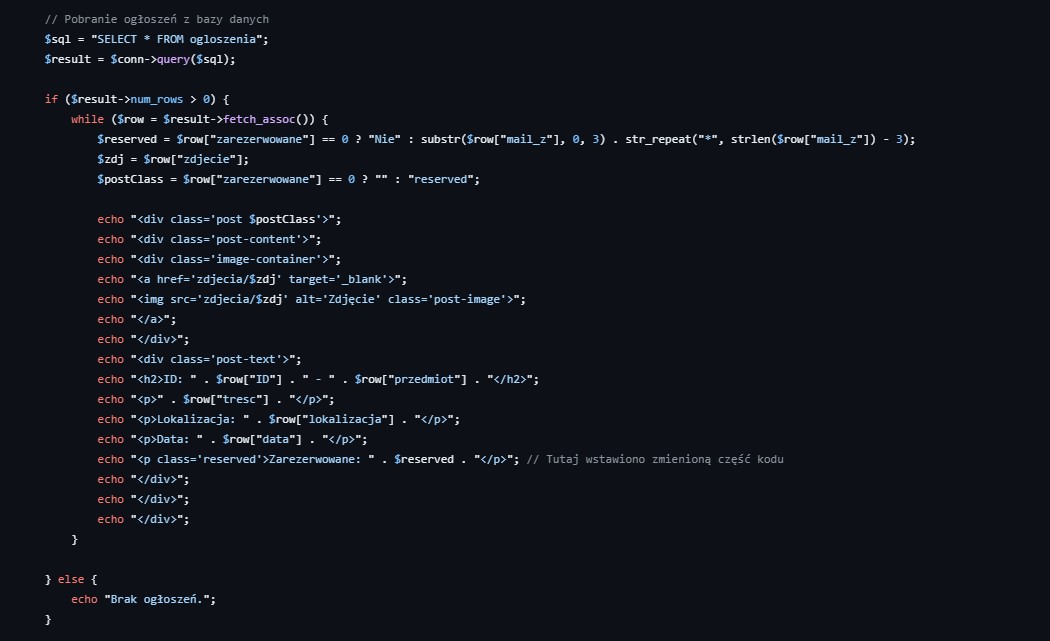 // Pobranie ogłoszeń z bazy danych
$sql = "SELECT * FROM ogloszenia";
$result = $conn->query($sql);
if ($result->num_rows > 0) {
while ($row = $result->fetch_assoc()) {
$reserved = $row["zarezerwowane"] == 0 ? "Nie" : substr($row["mail_z"], 0, 3) . str_repeat("*", strlen($row["mail_z"]) - 3);
$zdj = $row["zdjecie"];
$postClass = $row["zarezerwowane"] == 0 ? "" : "reserved";
echo "<div class='post $postClass'>";
echo "<div class='post-content'>";
echo "<div class='image-container'>";
echo "<a href='zdjecia/$zdj' target='_blank'>";
echo "<img src='zdjecia/$zdj' alt='Zdjęcie' class='post-image'>";
echo "</a>";
echo "</div>";
echo "<div class='post-text'>";
echo "<h2>ID: " . $row["ID"] . " - " . $row["przedmiot"] . "</h2>";
echo "<p>" . $row["tresc"] . "</p>";
echo "<p>Lokalizacja: " . $row["lokalizacja"] . "</p>";
echo "<p>Data: " . $row["data"] . "</p>";
echo "<p class='reserved'>Zarezerwowane: " . $reserved . "</p>"; // Tutaj wstawiono zmienioną część kodu
echo "</div>";
echo "</div>";
echo "</div>";
}
} else {
echo "Brak ogłoszeń.";
}